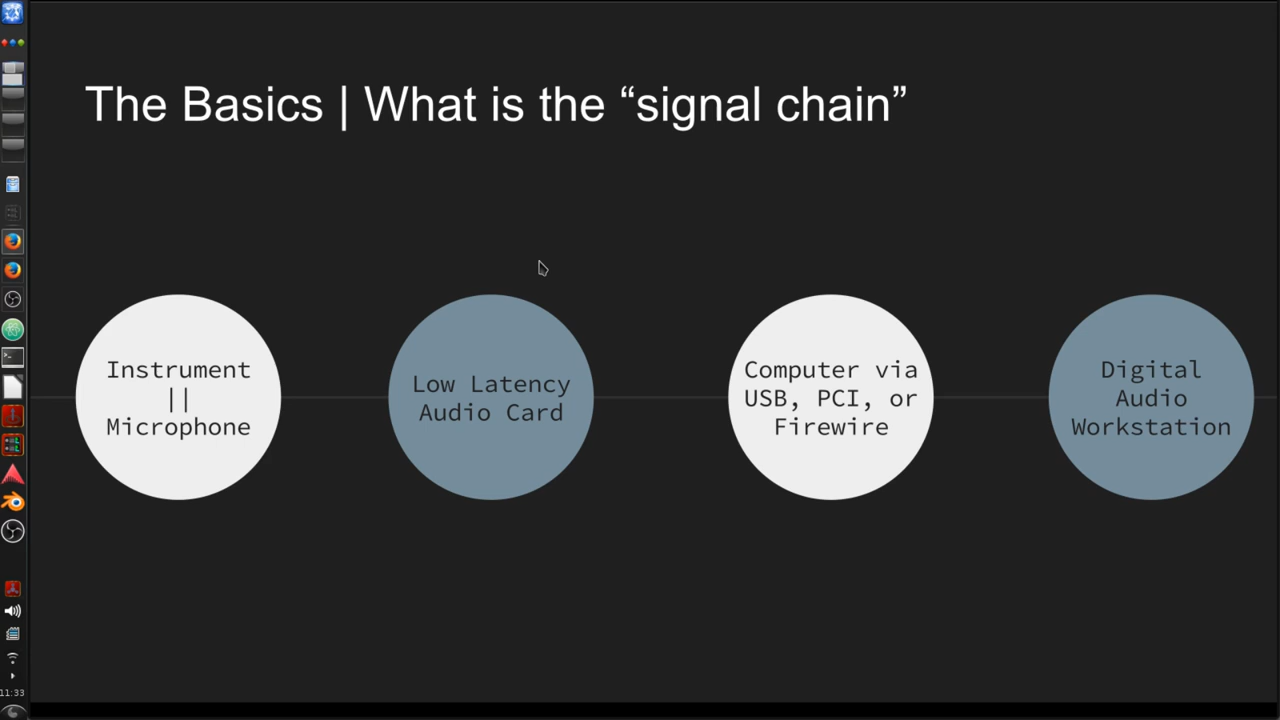 The Basics | What is the “signal chain”
Instrument
||
Microphone
Low Latency
Audio Card
Computer via
USB, PCI, or
Firewire
Digital
Audio
Workstation
11:33